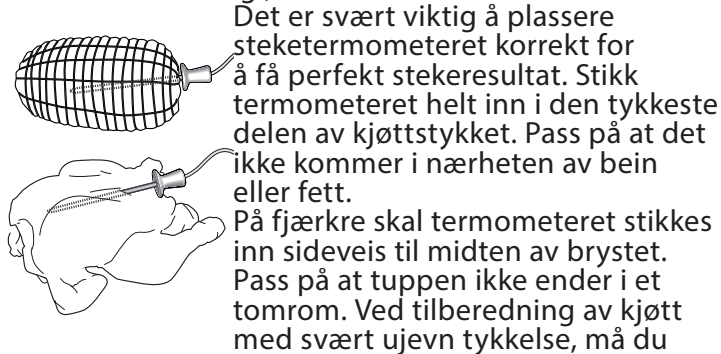 Det er svært viktig å plassere
steketermometeret korrekt for
å få perfekt stekeresultat. Stikk
termometeret helt inn i den tykkeste
delen av kjøttstykket. Pass på at det
ikke kommer i nærheten av bein
eller fett.
På fjærkre skal termometeret stikkes
inn sideveis til midten av brystet.
Pass på at tuppen ikke ender i et
tomrom. Ved tilberedning av kjøtt
med svært ujevn tykkelse, må du